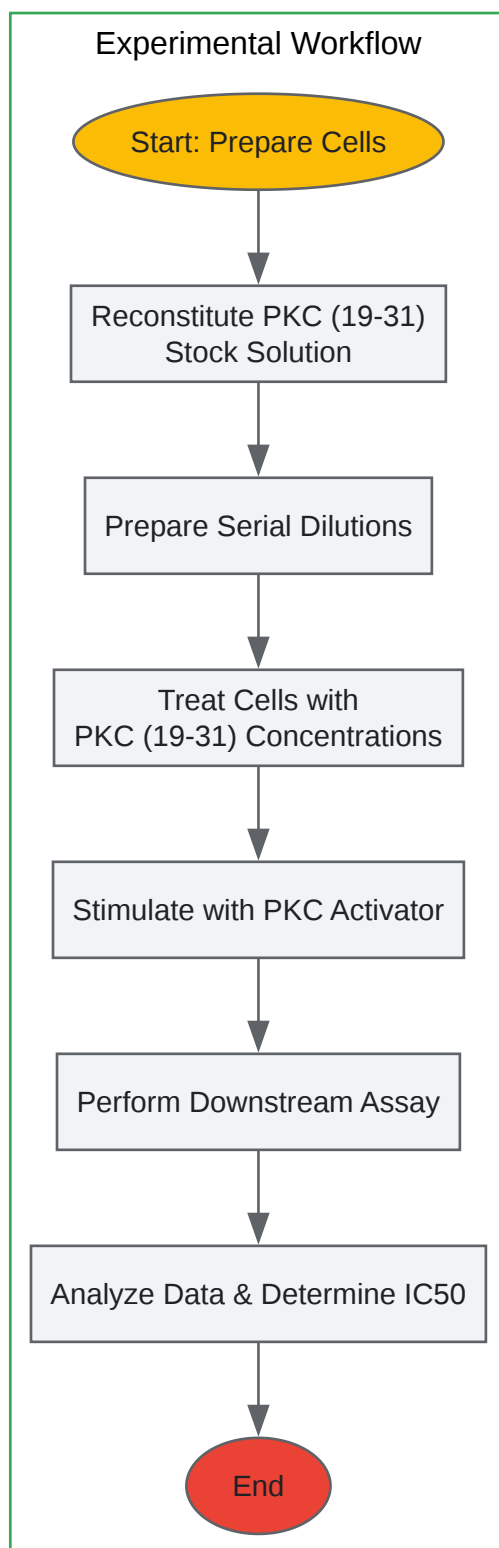 Experimental Workflow
Start: Prepare Cells
Reconstitute PKC (19-31)
Stock Solution
Prepare Serial Dilutions
Treat Cells with
PKC (19-31) Concentrations
Stimulate with PKC Activator
Perform Downstream Assay
Analyze Data & Determine IC50
End